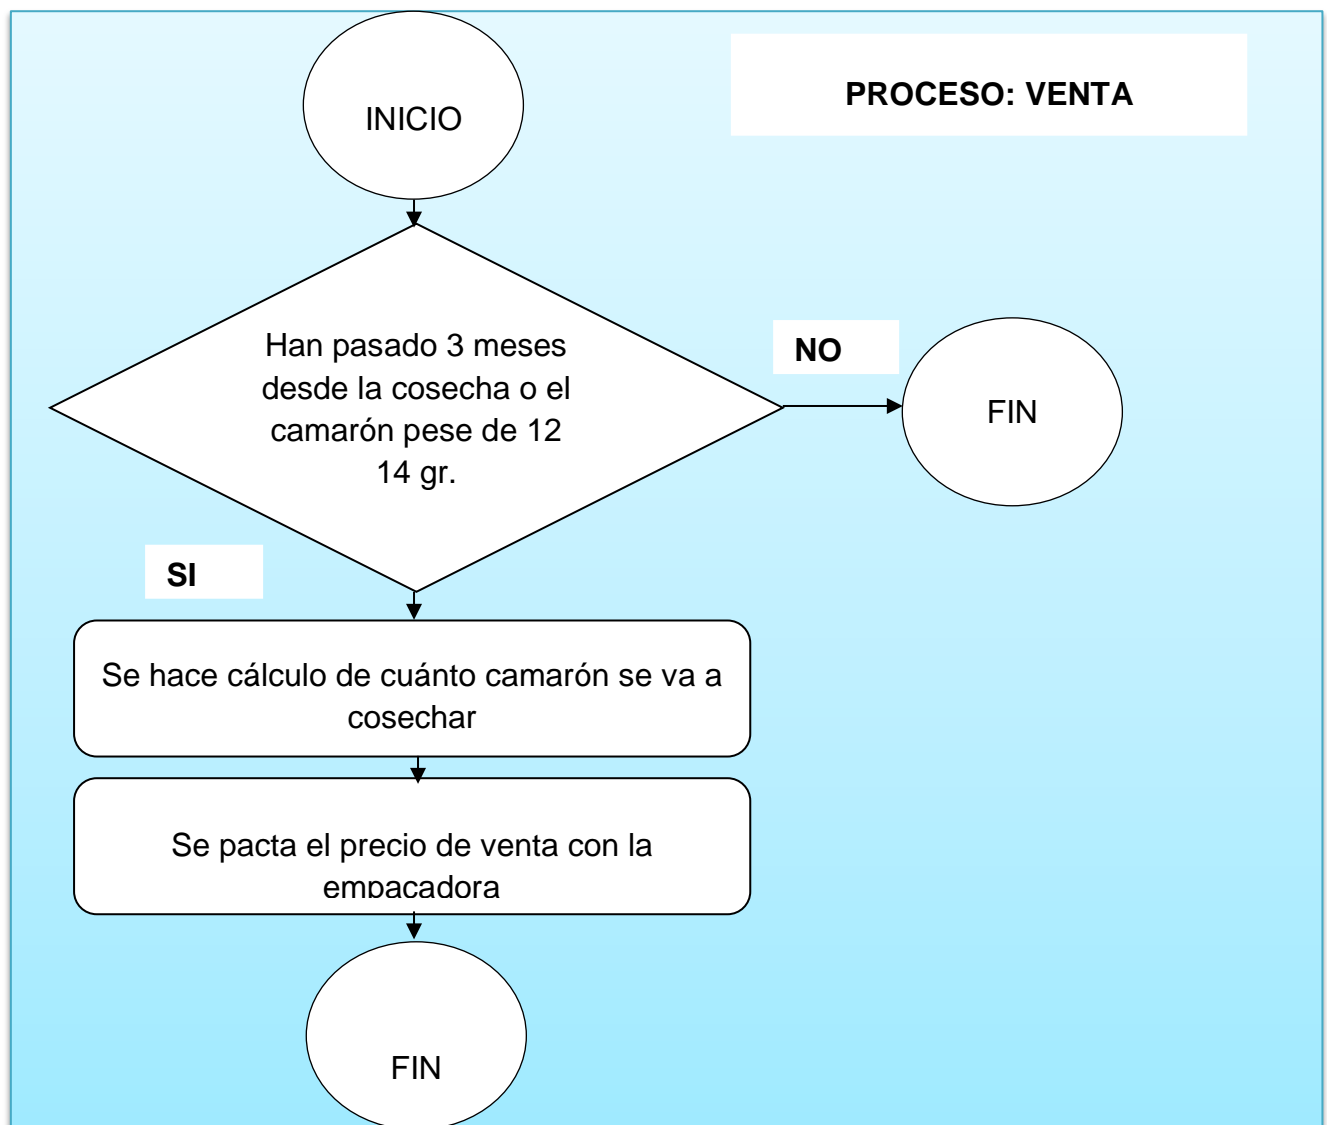 INICIO
PROCESO: VENTA
Han pasado 3 meses
desde la cosecha o el
camarón pese de 12
14 gr.
NO
FIN
SI
Se hace cálculo de cuánto camarón se va a
cosechar
Se pacta el precio de venta con la
empacadora
FIN